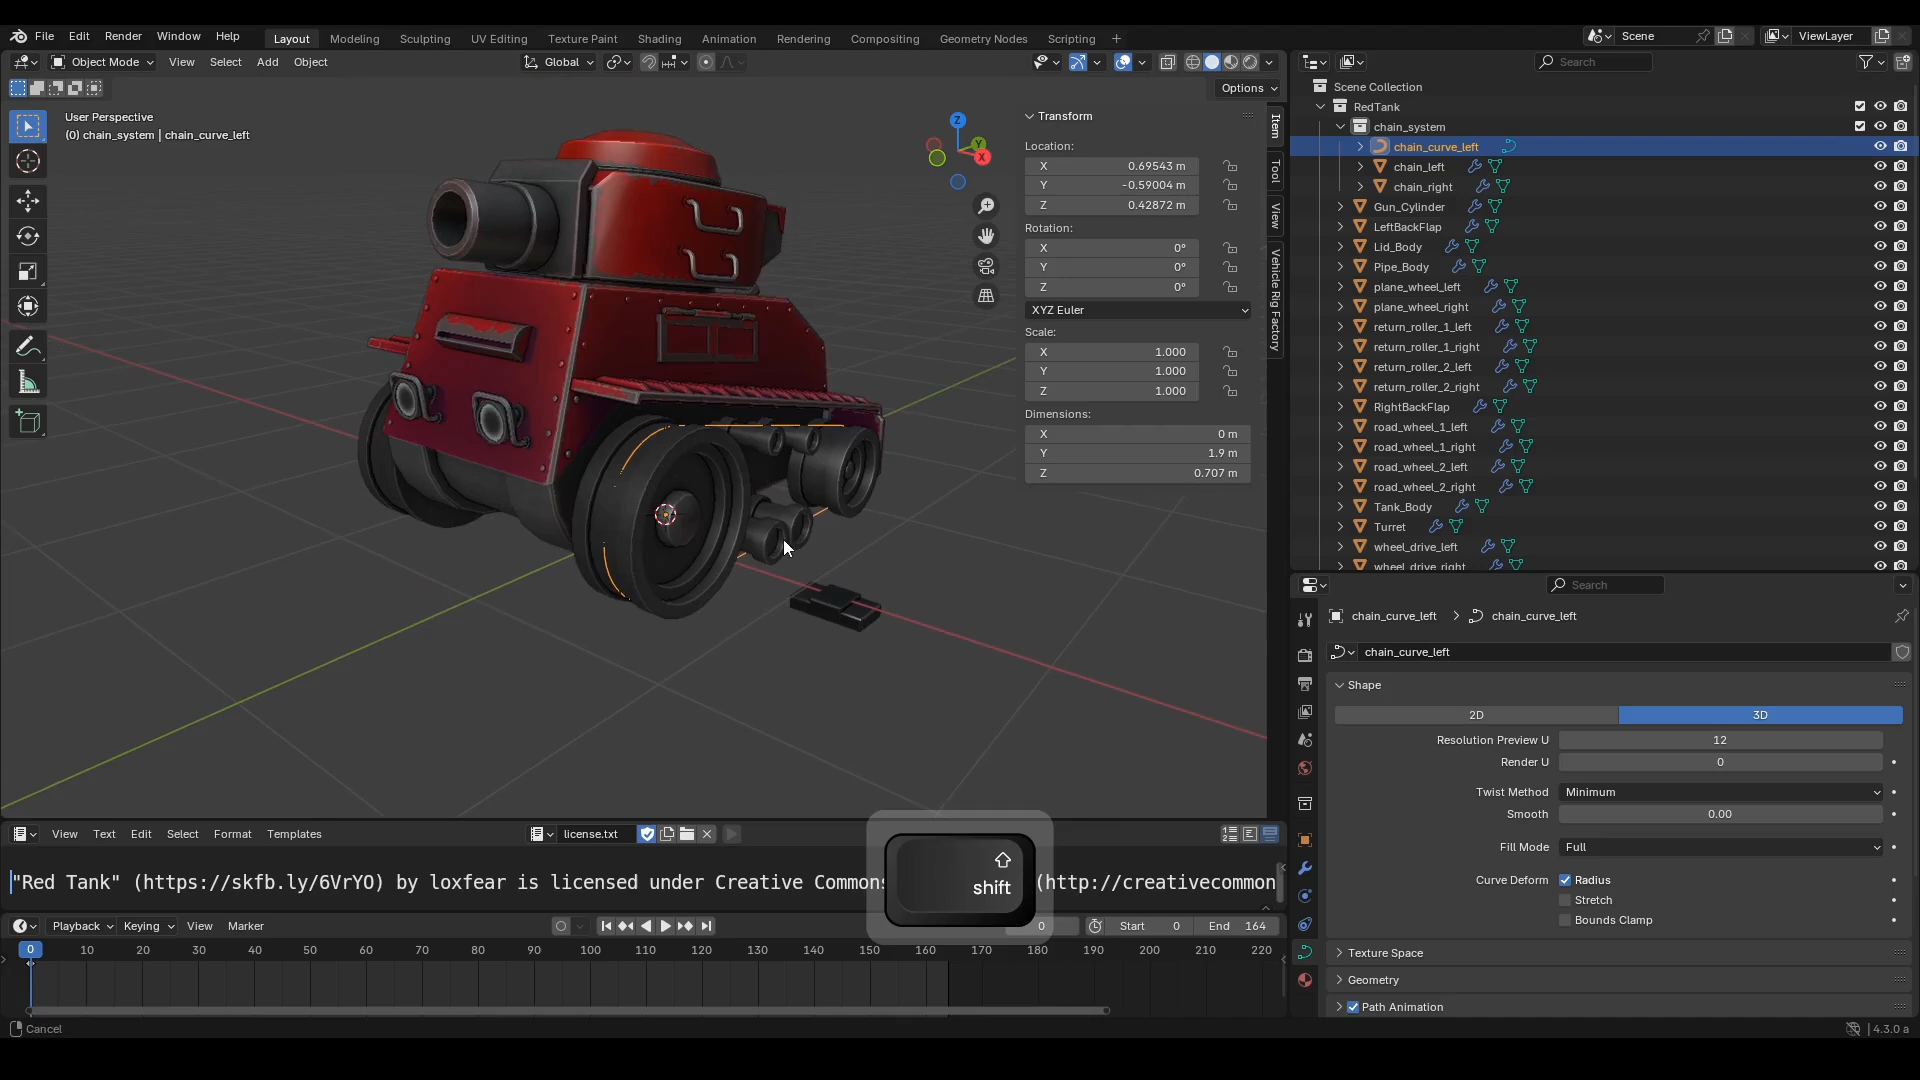 File Edit Render Window Help Layout Modeling Sculpting UV Editing Texture Paint Shading Animation Rendering Compositing Geometry Nodes Scripting + Scene ViewLayer
Object Mode View Select Add Object Global Search
Options
User Perspective
(0) chain_system | chain_curve_left
Z
Y
X
Transform
Location:
X 0.69543 m
Y -0.59004 m
Z 0.42872 m
Rotation:
X 0°
Y 0°
Z 0°
XYZ Euler
Scale:
X 1.000
Y 1.000
Z 1.000
Dimensions:
X 0 m
Y 1.9 m
Z 0.707 m
Item
Tool
View
Vehicle Rig Factory
Scene Collection
RedTank
chain_system
chain_curve_left
chain_left
chain_right
Gun_Cylinder
LeftBackFlap
Lid_Body
Pipe_Body
plane_wheel_left
plane_wheel_right
return_roller_1_left
return_roller_1_right
return_roller_2_left
return_roller_2_right
RightBackFlap
road_wheel_1_left
road_wheel_1_right
road_wheel_2_left
road_wheel_2_right
Tank_Body
Turret
wheel_drive_left
wheel_drive_right
Search
chain_curve_left > chain_curve_left
chain_curve_left
Shape
2D 3D
Resolution Preview U 12
Render U 0
Twist Method Minimum
Smooth 0.00
Fill Mode Full
Curve Deform Radius
Stretch
Bounds Clamp
Texture Space
Geometry
Path Animation
View Text Edit Select Format Templates license.txt
"Red Tank" (https://skfb.ly/6VrYO) by loxfear is licensed under Creative Commons (http://creativecommon
shift
Playback Keying View Marker 0 Start 0 End 164
0 10 20 30 40 50 60 70 80 90 100 110 120 130 140 150 160 170 180 190 200 210 220
Cancel
4.3.0 a